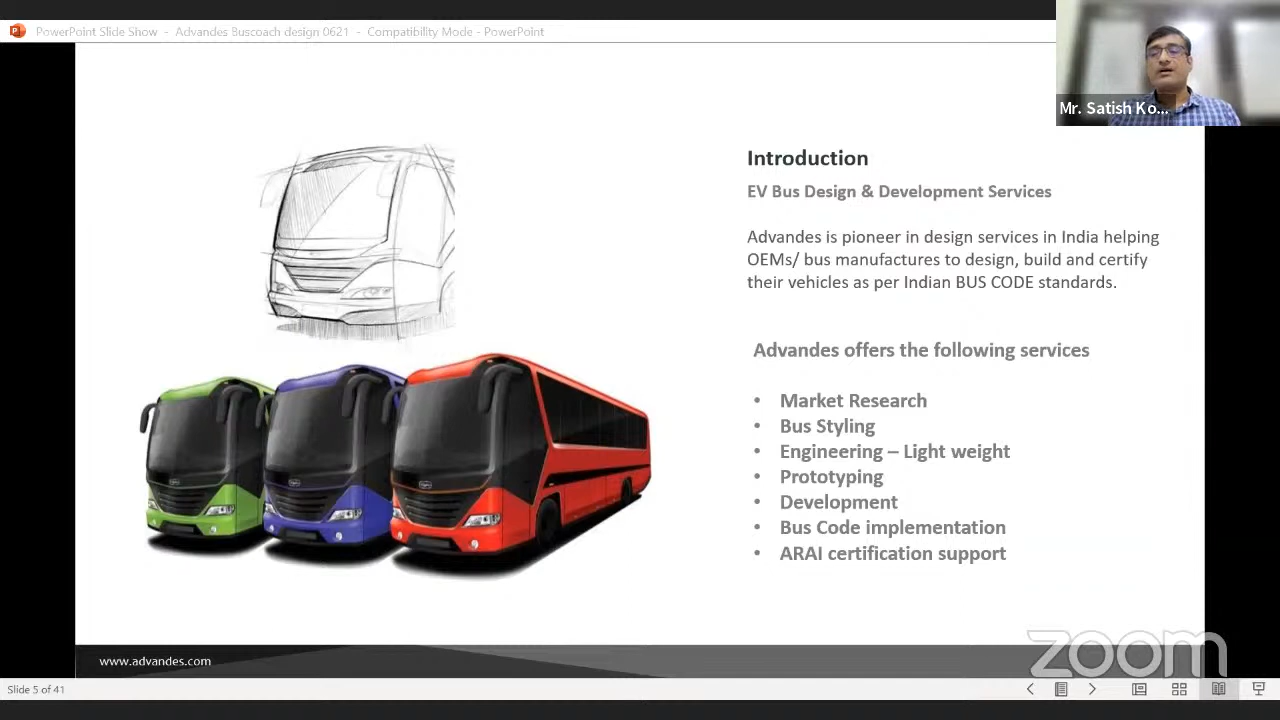 PowerPoint Slide Show - Advandes Buscoach design 0621 - Compatibility Mode - PowerPoint
Mr. Satish Ko...
Introduction
EV Bus Design & Development Services
Advandes is pioneer in design services in India helping
OEMs/ bus manufactures to design, build and certify
their vehicles as per Indian BUS CODE standards.
Advandes offers the following services
• Market Research
• Bus Styling
• Engineering – Light weight
• Prototyping
• Development
• Bus Code implementation
• ARAI certification support
www.advandes.com
zoom
Slide 5 of 41